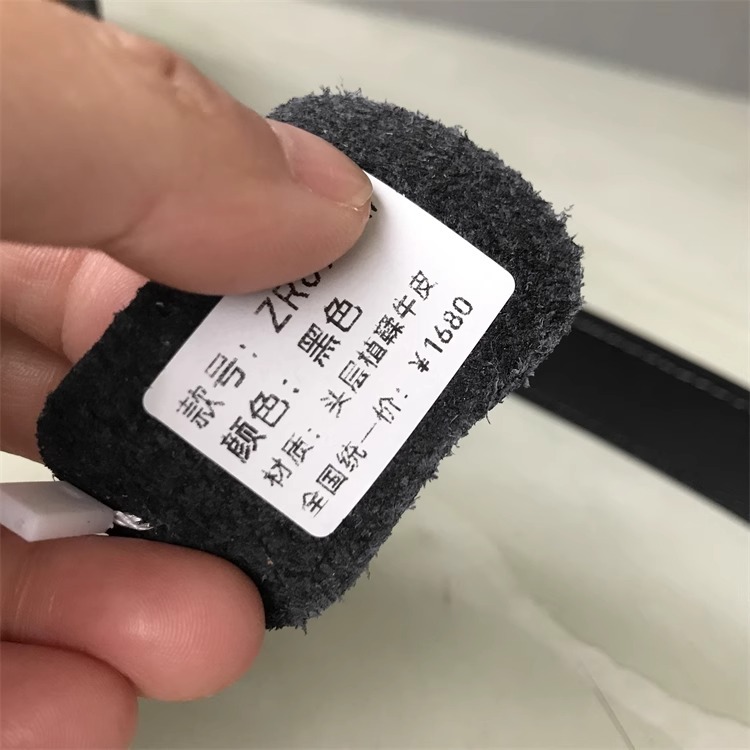 款号: ZR8
颜色: 黑色
材质: 头层植鞣牛皮
全国统一价: ¥1680